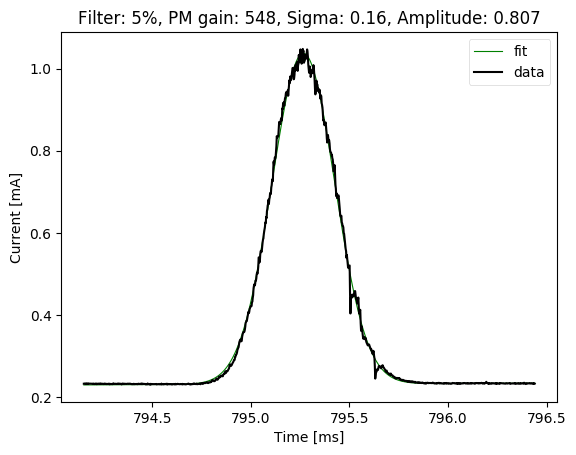 Filter: 5%, PM gain: 548, Sigma: 0.16, Amplitude: 0.807
fit
data
1.0
0.8
0.6
0.4
0.2
Current [mA]
794.5 795.0 795.5 796.0 796.5
Time [ms]